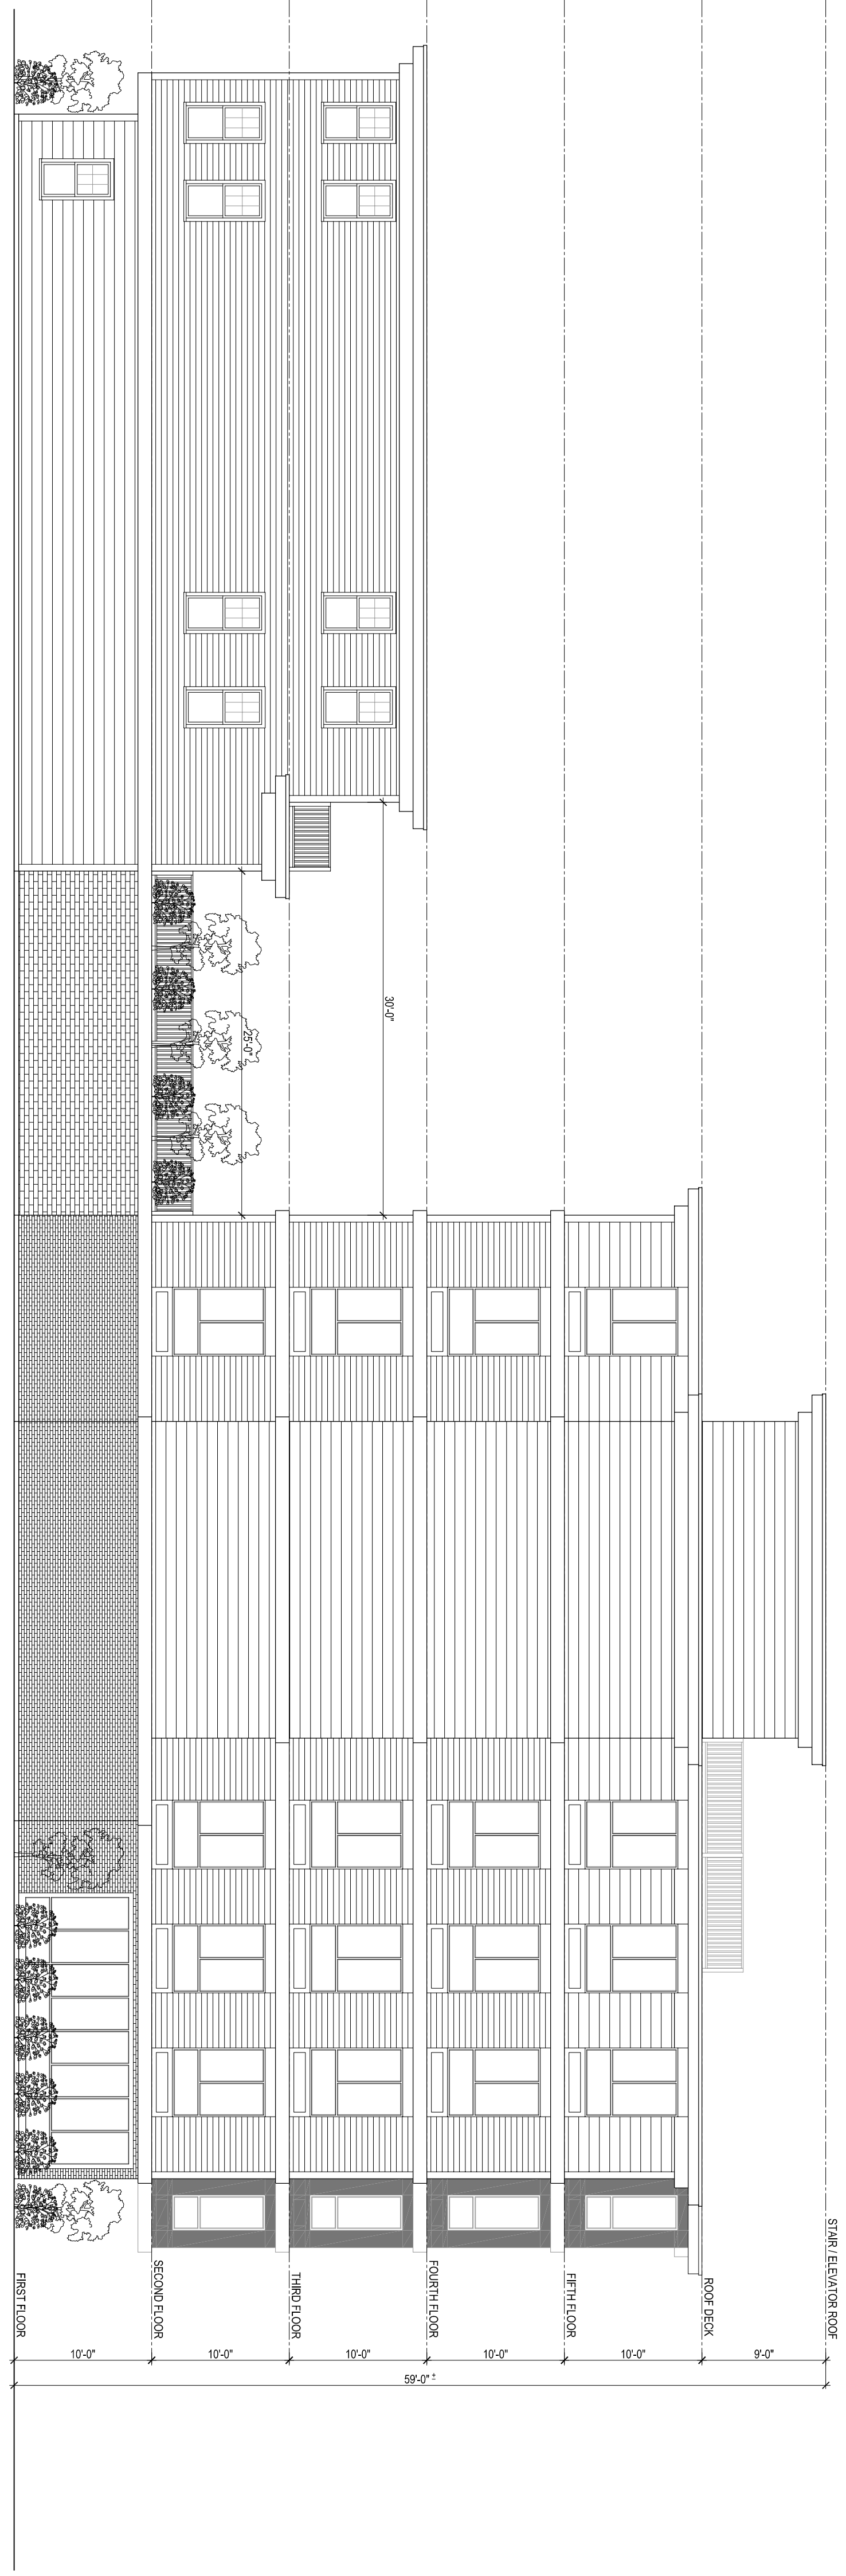 STAIR / ELEVATOR ROOF
ROOF DECK
FIFTH FLOOR
FOURTH FLOOR
THIRD FLOOR
SECOND FLOOR
FIRST FLOOR
9'-0"
10'-0"
10'-0"
10'-0"
10'-0"
10'-0"
59'-0" ±
30'-0"
25'-0"